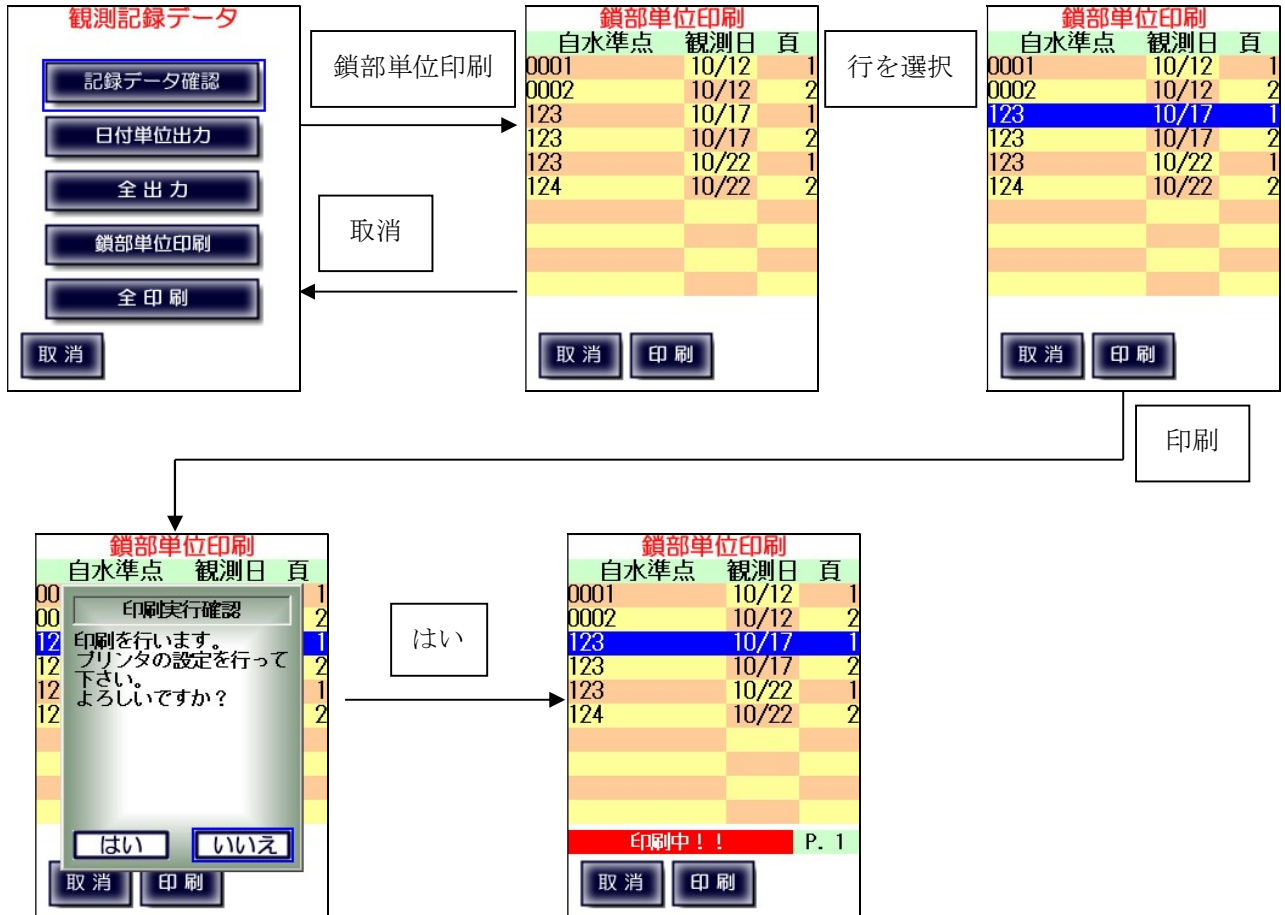 観測記録データ
記録データ確認
日付単位出力
全出力
鎖部単位印刷
全印刷
取消
鎖部単位印刷
取消
鎖部単位印刷
自水準点 観測日 頁
0001 10/12 1
0002 10/12 2
123 10/17 1
123 10/17 2
123 10/22 1
124 10/22 2
取消 印刷
行を選択
鎖部単位印刷
自水準点 観測日 頁
0001 10/12 1
0002 10/12 2
123 10/17 1
123 10/17 2
123 10/22 1
124 10/22 2
取消 印刷
印刷
鎖部単位印刷
自水準点 観測日 頁
00 1
00 2
12 1
12 2
12 1
12 2
印刷実行確認
印刷を行います。
プリンタの設定を行って
下さい。
よろしいですか?
はい いいえ
取消 印刷
はい
鎖部単位印刷
自水準点 観測日 頁
0001 10/12 1
0002 10/12 2
123 10/17 1
123 10/17 2
123 10/22 1
124 10/22 2
印刷中!! P. 1
取消 印刷